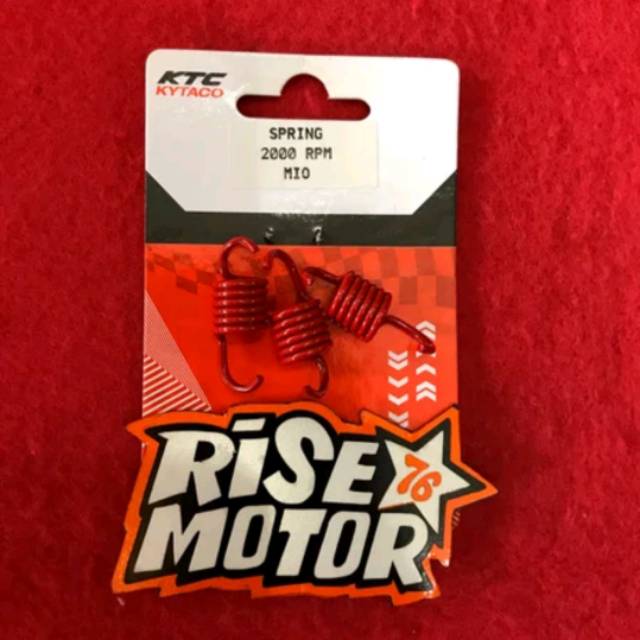 KTC
KYTACO
SPRING
2000 RPM
MIO
RiSE
76
MOTOR